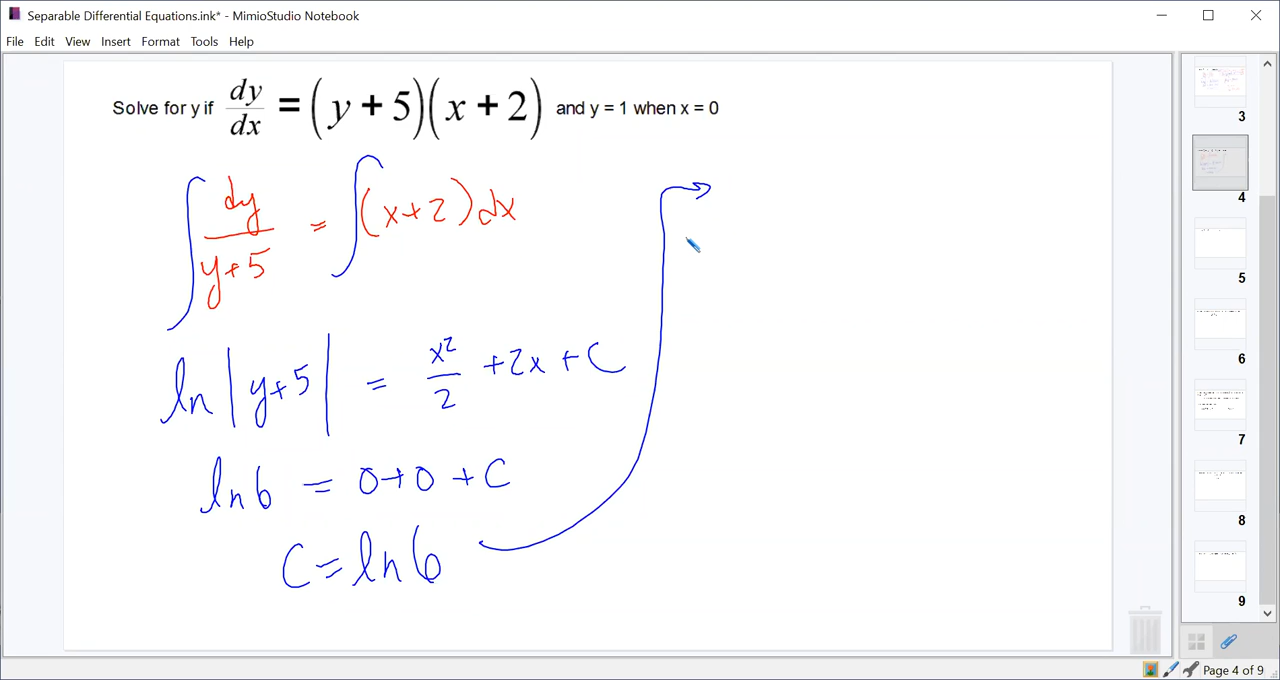 Separable Differential Equations.ink* - MimioStudio Notebook
File Edit View Insert Format Tools Help
Solve for y if dy/dx = (y + 5)(x + 2) and y = 1 when x = 0
∫ dy/(y+5) = ∫ (x+2) dx
ln |y+5| = x²/2 + 2x + C
ln 6 = 0 + 0 + C
C = ln 6
3
4
5
6
7
8
9
Page 4 of 9